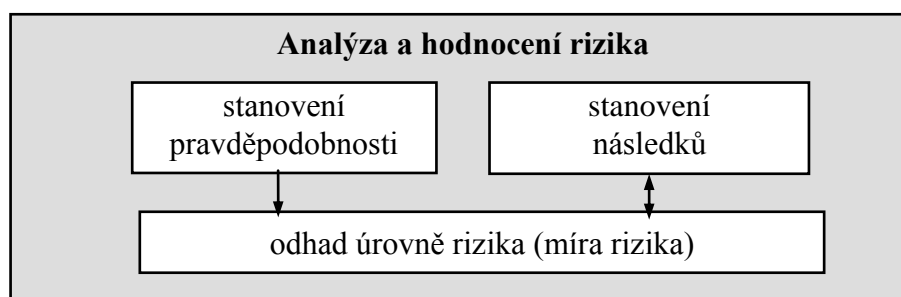 Analýza a hodnocení rizika
stanovení
pravděpodobnosti
stanovení
následků
odhad úrovně rizika (míra rizika)